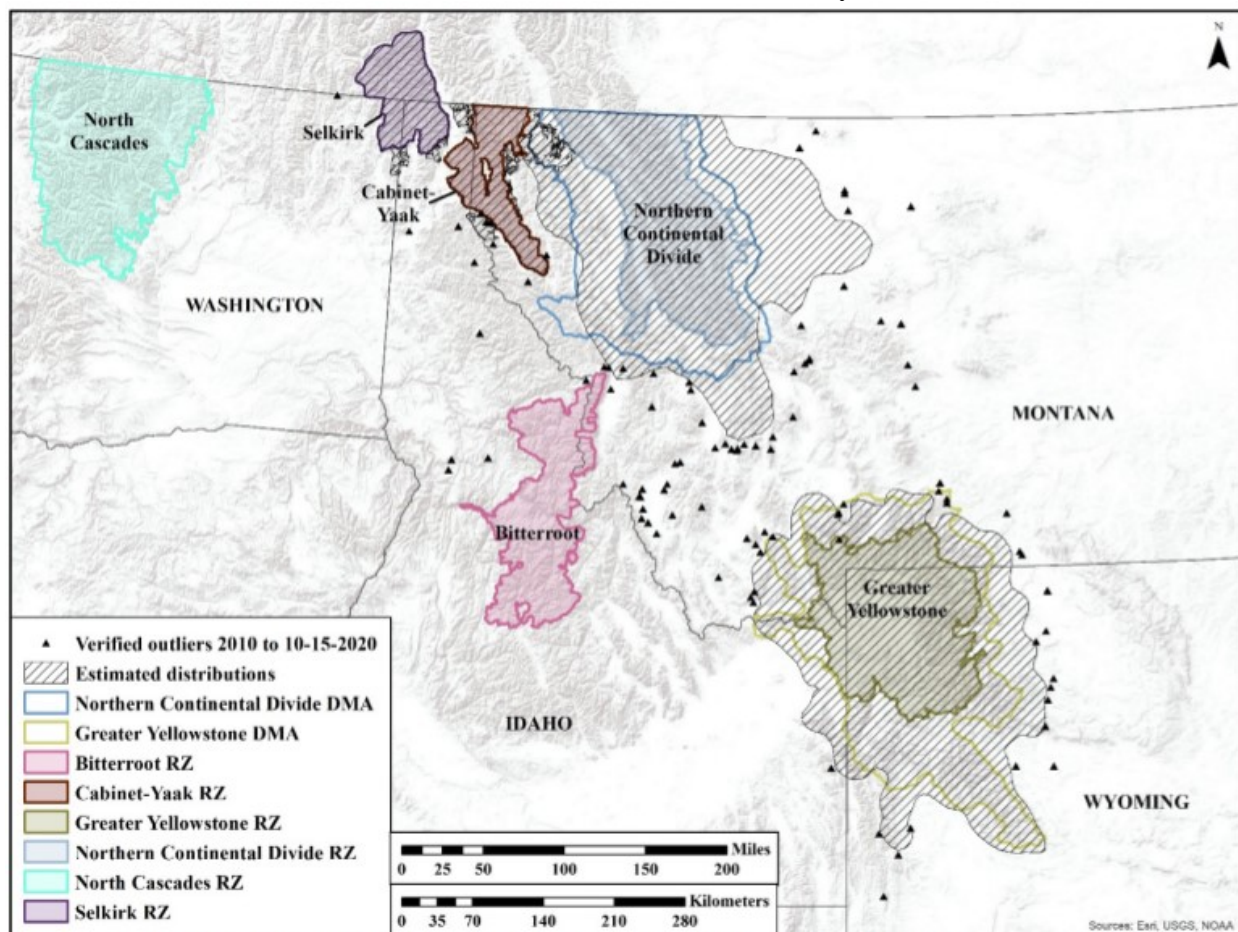 N
North
Cascades
Selkirk
Cabinet-
Yaak
Northern
Continental
Divide
WASHINGTON
MONTANA
Bitterroot
Greater
Yellowstone
IDAHO
WYOMING
Verified outliers 2010 to 10-15-2020
Estimated distributions
Northern Continental Divide DMA
Greater Yellowstone DMA
Bitterroot RZ
Cabinet-Yaak RZ
Greater Yellowstone RZ
Northern Continental Divide RZ
North Cascades RZ
Selkirk RZ
Miles
0 25 50 100 150 200
Kilometers
0 35 70 140 210 280
Sources: Esri, USGS, NOAA